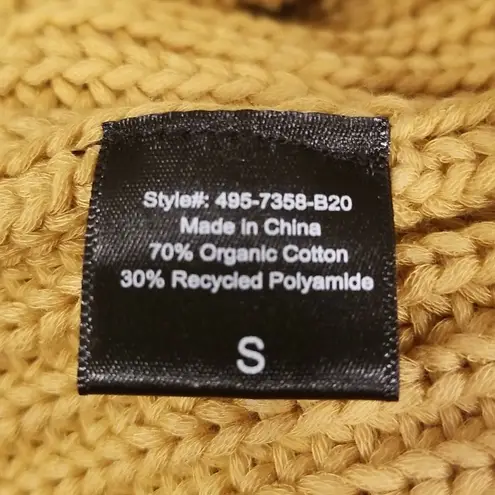 Style#: 495-7358-B20
Made in China
70% Organic Cotton
30% Recycled Polyamide
S